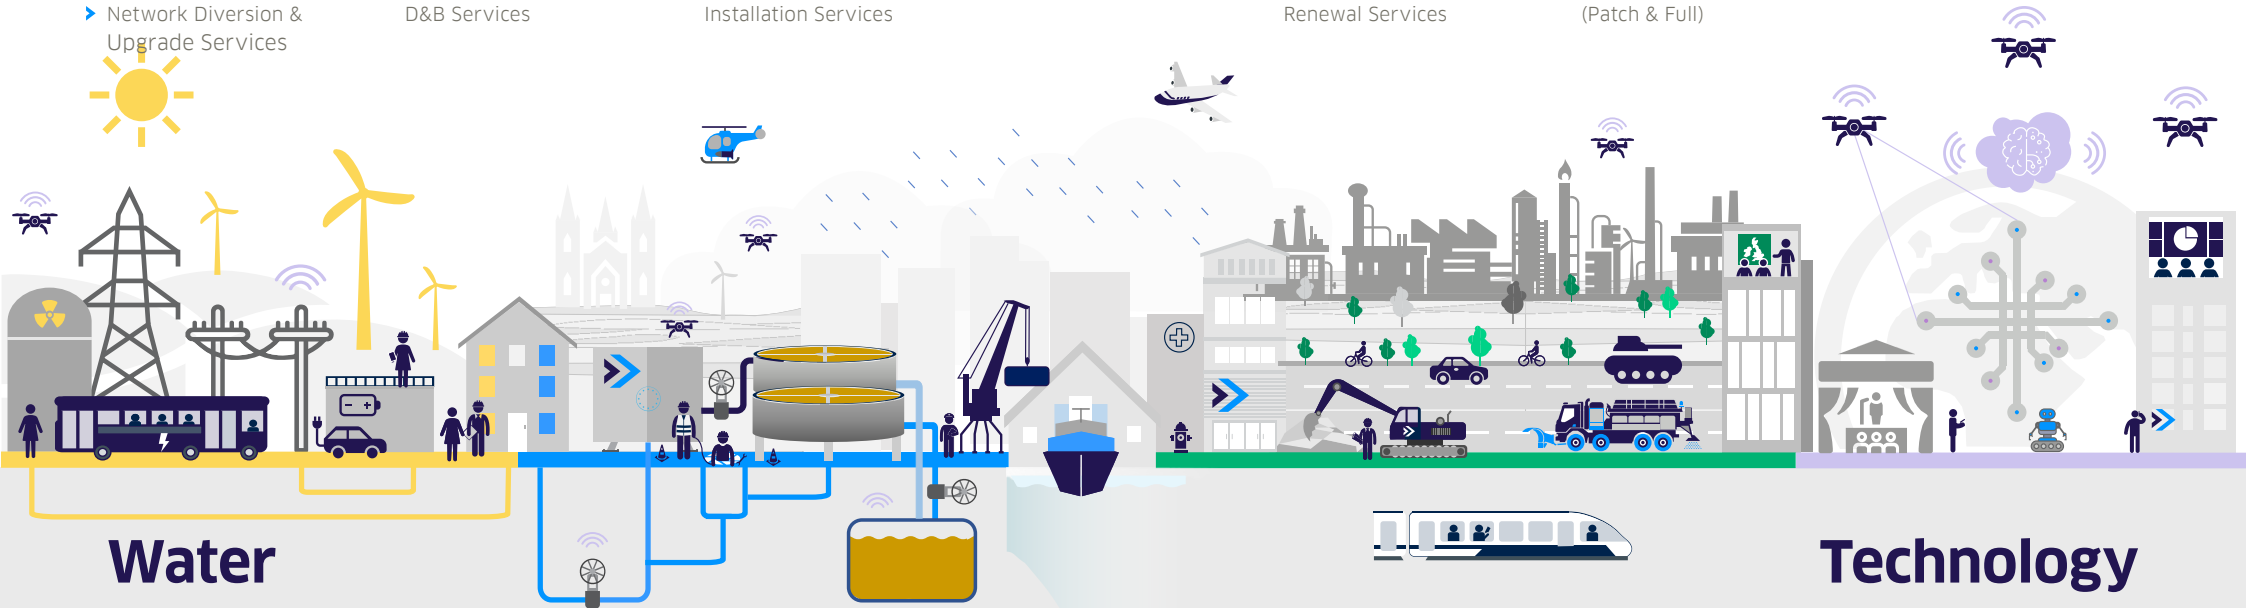 Network Diversion &
Upgrade Services
D&B Services
Installation Services
Renewal Services
(Patch & Full)
Water
Technology